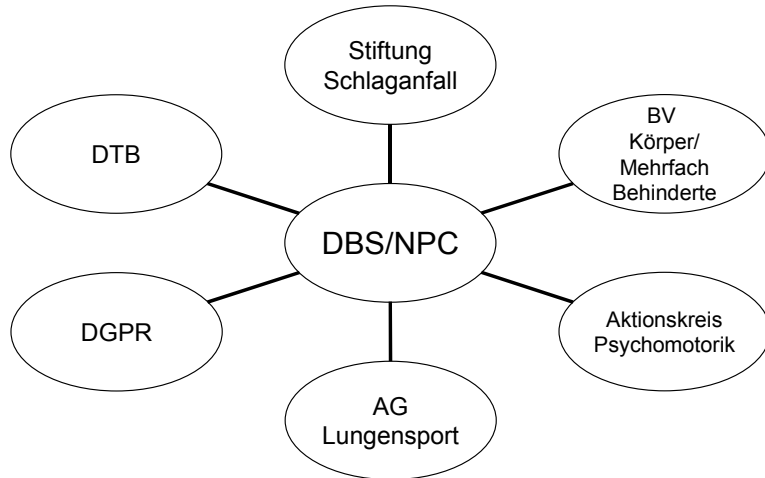 Stiftung
Schlaganfall
DTB
BV
Körper/
Mehrfach
Behinderte
DBS/NPC
DGPR
Aktionskreis
Psychomotorik
AG
Lungensport